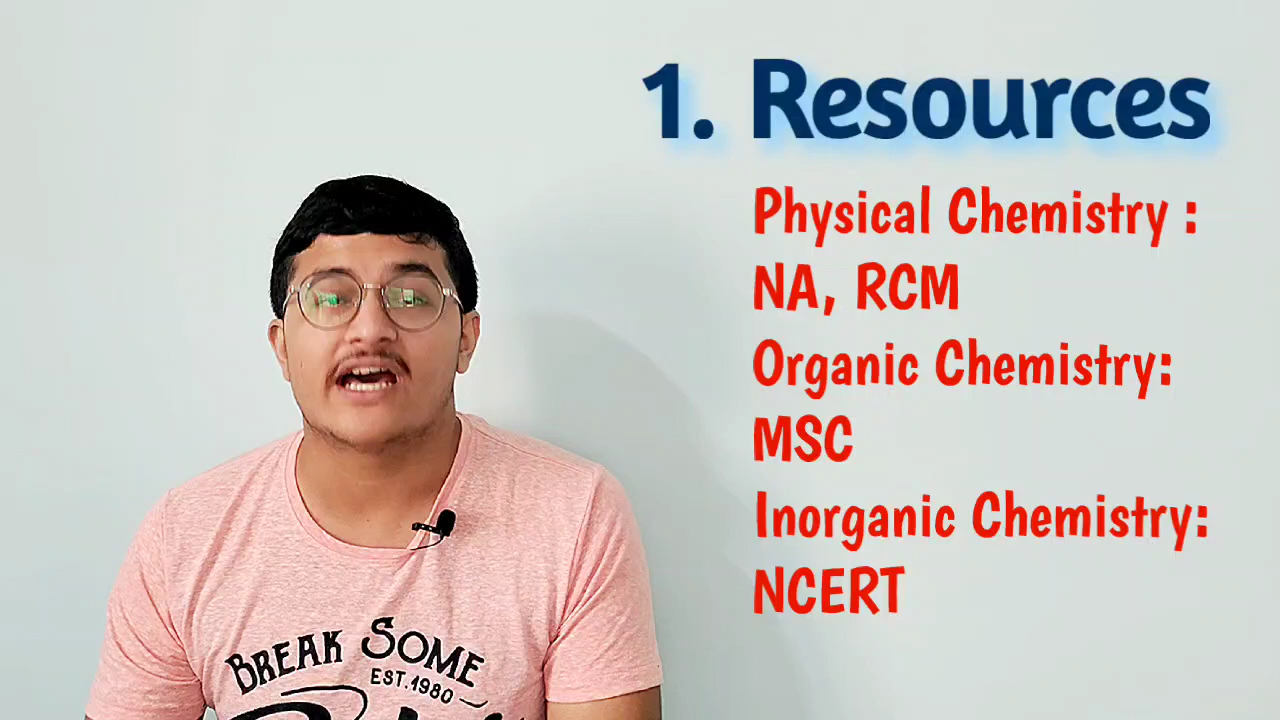 1. Resources
Physical Chemistry :
NA, RCM
Organic Chemistry:
MSC
Inorganic Chemistry:
NCERT
BREAK SOME
EST.1980